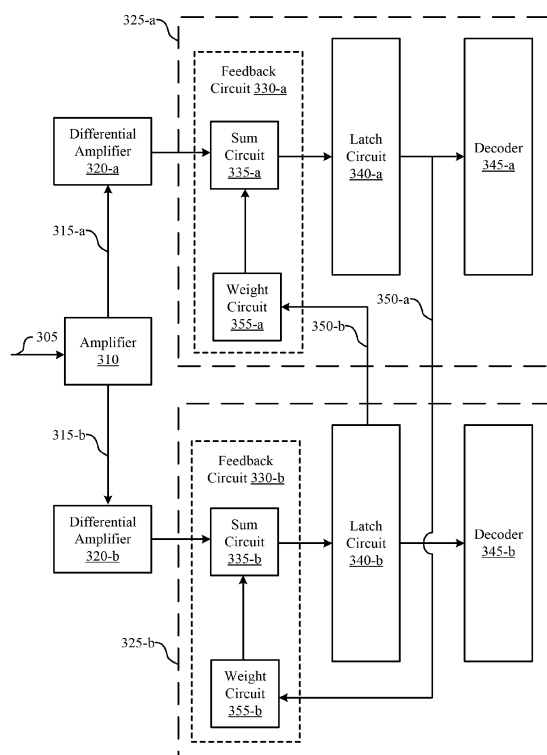 325-a
Feedback
Circuit 330-a
Differential
Amplifier
320-a
Sum
Circuit
335-a
Latch
Circuit
340-a
Decoder
345-a
315-a
Weight
Circuit
355-a
350-a
350-b
305
Amplifier
310
315-b
Feedback
Circuit 330-b
Differential
Amplifier
320-b
Sum
Circuit
335-b
Latch
Circuit
340-b
Decoder
345-b
325-b
Weight
Circuit
355-b